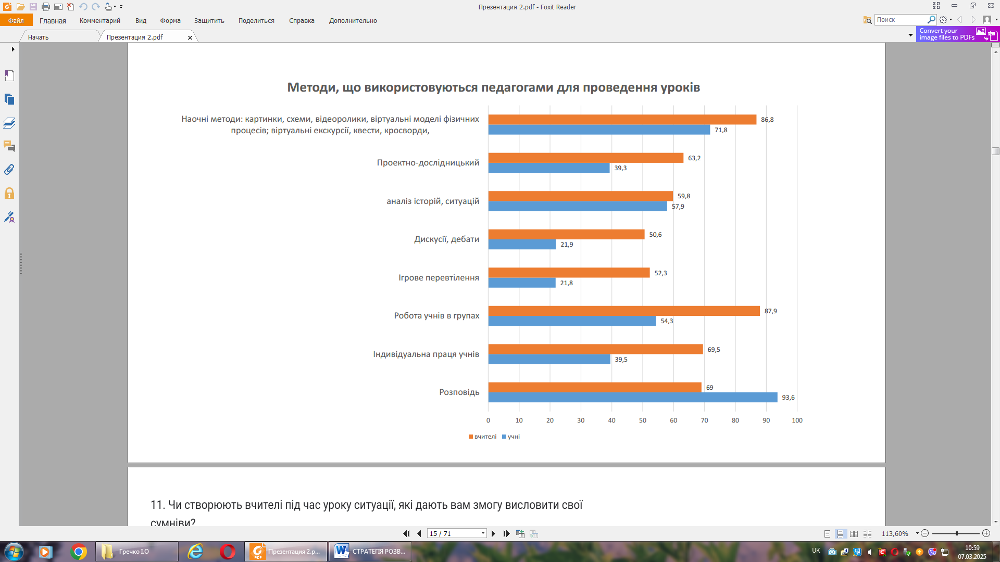 Презентация 2.pdf - Foxit Reader
Файл
Главная
Комментарий
Вид
Форма
Защитить
Поделиться
Справка
Дополнительно
Поиск
Начать
Презентация 2.pdf
Convert your
image files to PDFs
Методи, що використовуються педагогами для проведення уроків
Наочні методи: картинки, схеми, відеоролики, віртуальні моделі фізичних
процесів; віртуальні екскурсії, квести, кросворди,
86,8
71,8
Проектно-дослідницький
63,2
39,3
аналіз історій, ситуацій
59,8
57,9
Дискусії, дебати
50,6
21,9
Ігрове перевтілення
52,3
21,8
Робота учнів в групах
87,9
54,3
Індивідуальна праця учнів
69,5
39,5
Розповідь
69
93,6
0 10 20 30 40 50 60 70 80 90 100
вчителі учні
11. Чи створюють вчителі під час уроку ситуації, які дають вам змогу висловити свої
сумніви?
15 / 71
113,60%
Гречко І.О
Презентация 2.p...
СТРАТЕГІЯ РОЗВ...
UK
10:59
07.03.2025